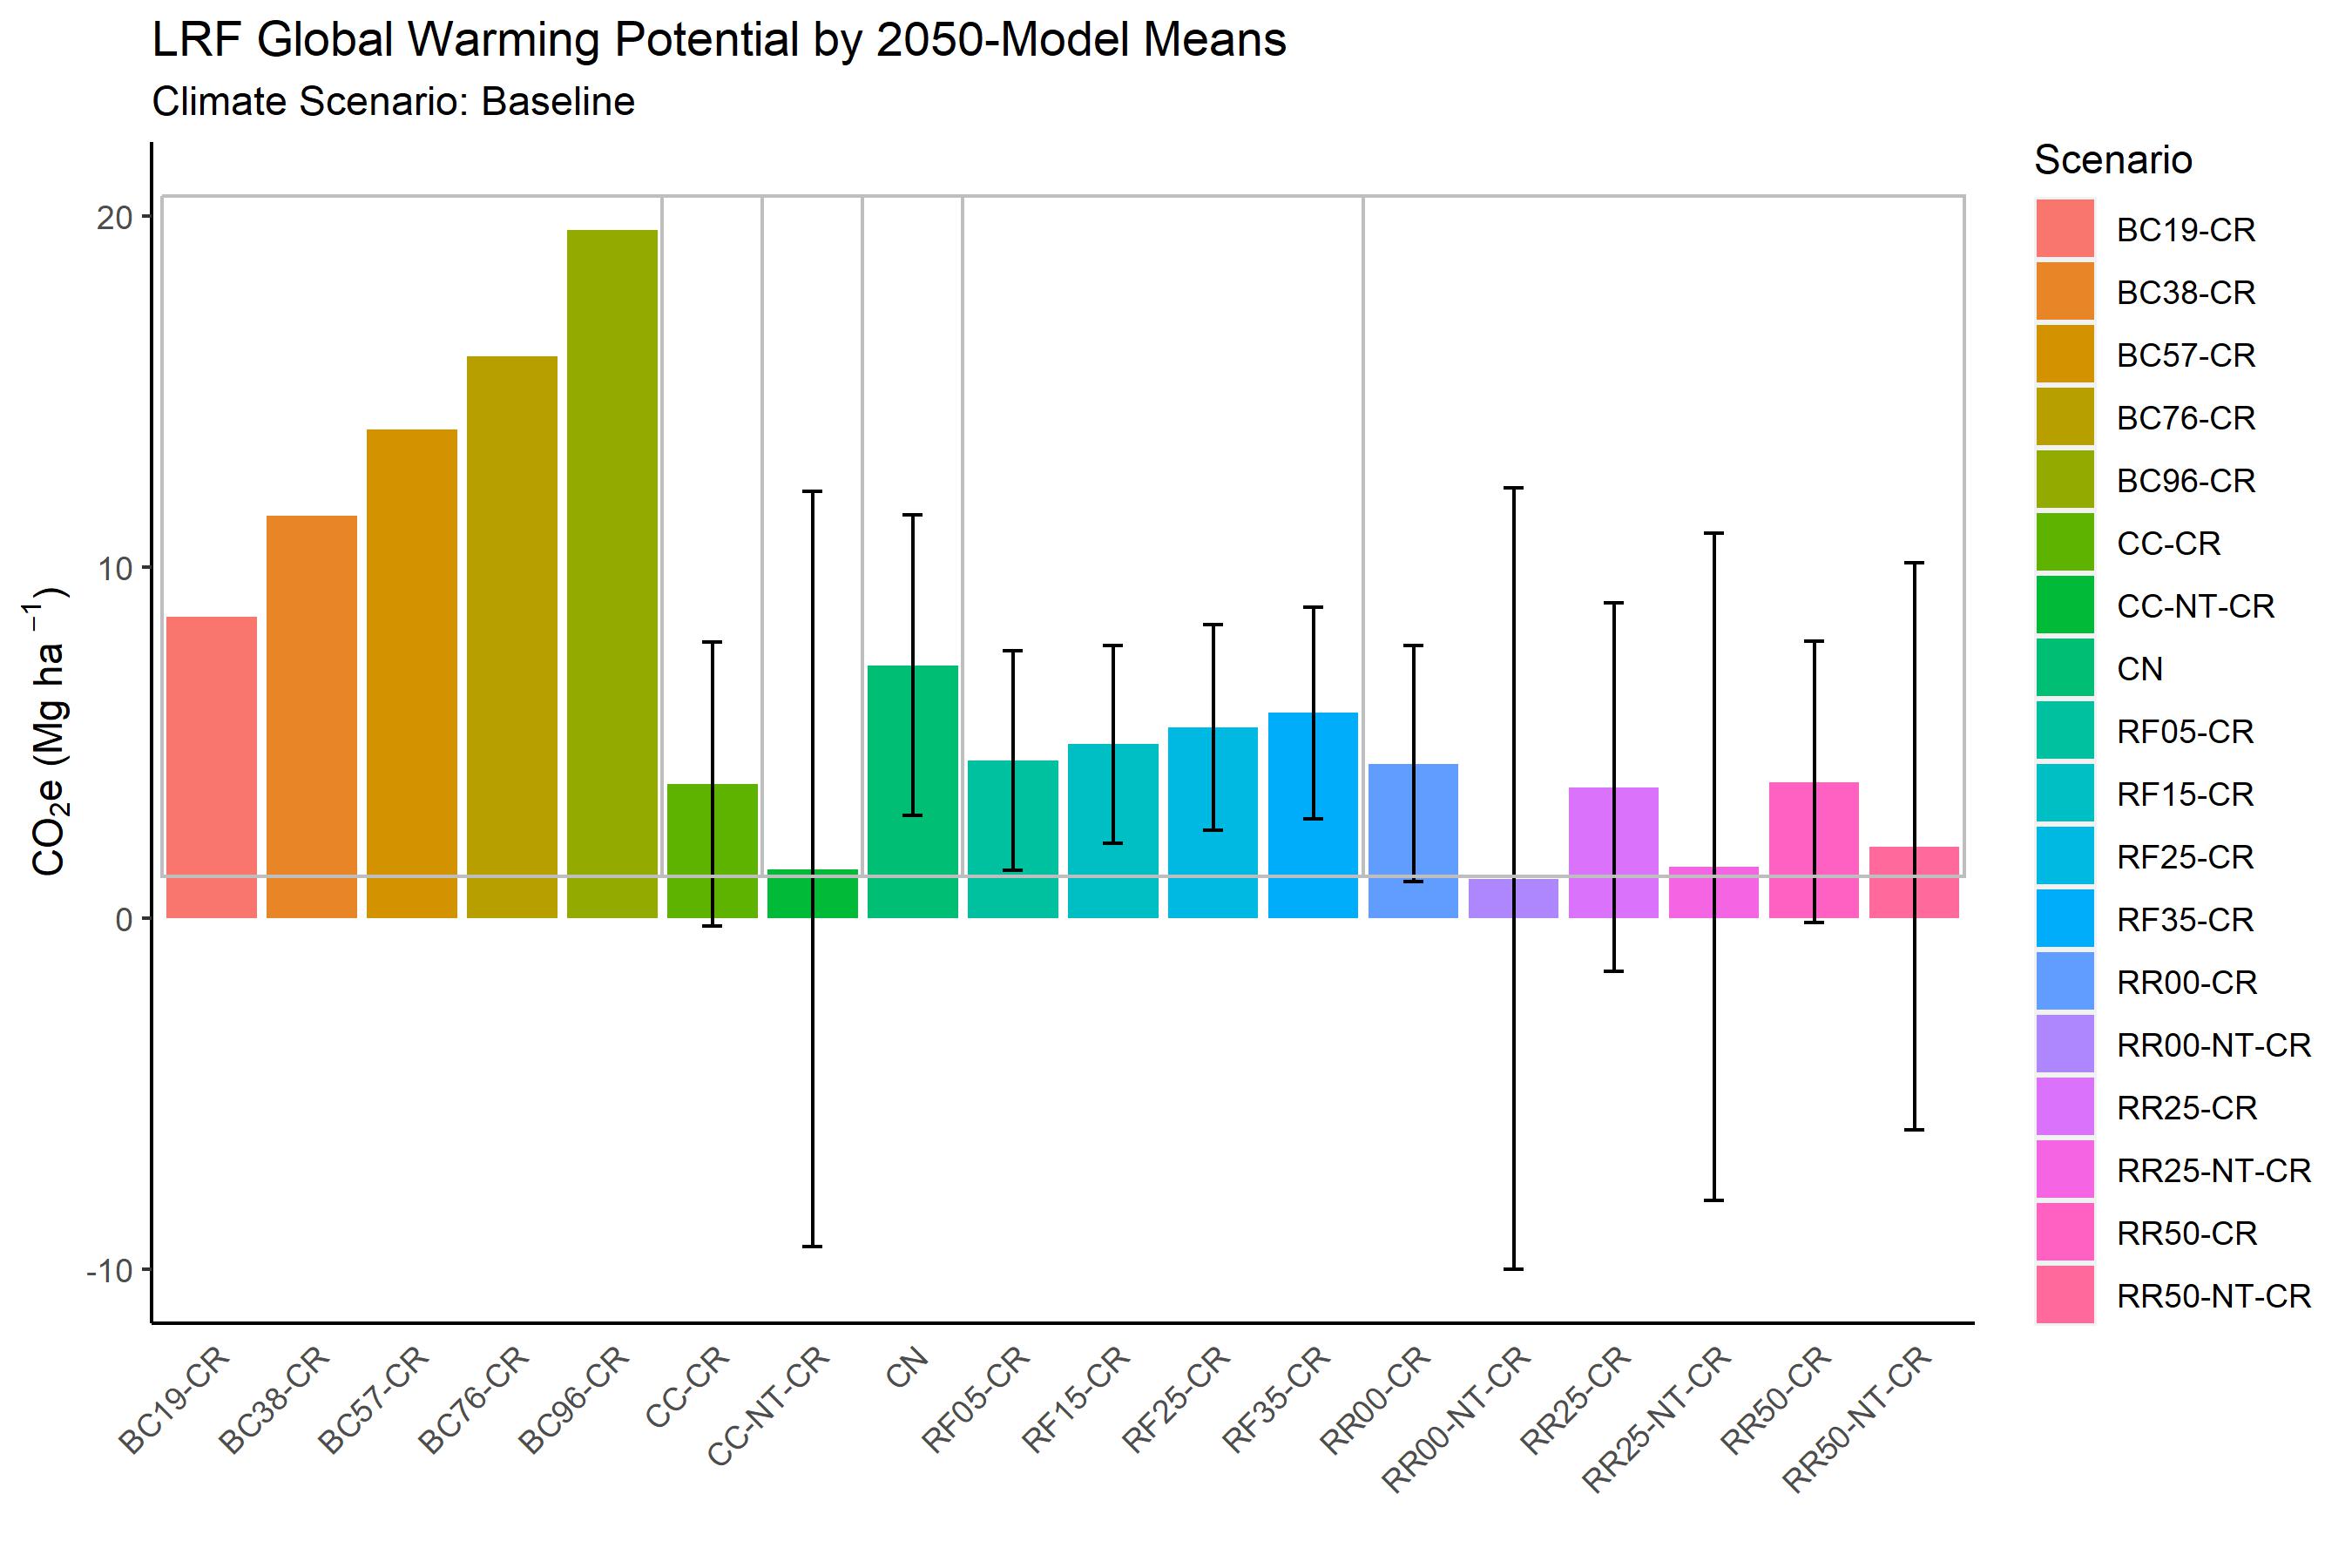 LRF Global Warming Potential by 2050-Model Means
Climate Scenario: Baseline
CO₂e (Mg ha ⁻¹)
20
10
0
-10
BC19-CR
BC38-CR
BC57-CR
BC76-CR
BC96-CR
CC-CR
CC-NT-CR
CN
RF05-CR
RF15-CR
RF25-CR
RF35-CR
RR00-CR
RR00-NT-CR
RR25-CR
RR25-NT-CR
RR50-CR
RR50-NT-CR
Scenario
BC19-CR
BC38-CR
BC57-CR
BC76-CR
BC96-CR
CC-CR
CC-NT-CR
CN
RF05-CR
RF15-CR
RF25-CR
RF35-CR
RR00-CR
RR00-NT-CR
RR25-CR
RR25-NT-CR
RR50-CR
RR50-NT-CR